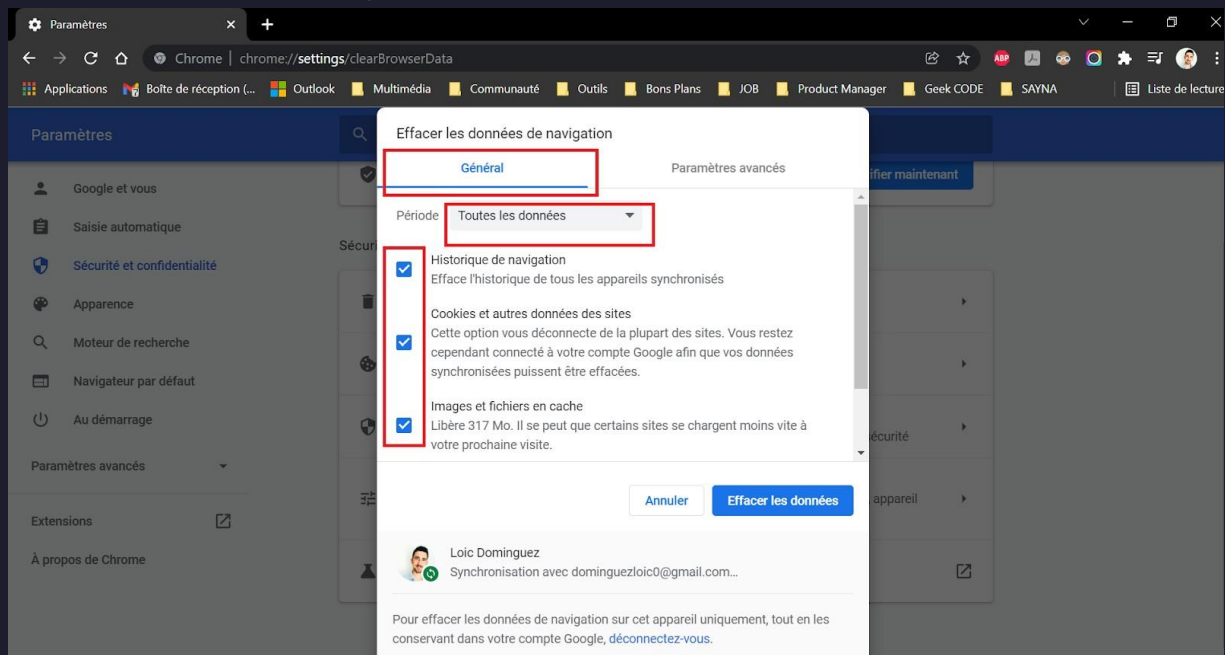 Paramètres
Chrome | chrome://settings/clearBrowserData
ABP
Applications
Boîte de réception (...
Outlook
Multimédia
Communauté
Outils
Bons Plans
JOB
Product Manager
Geek CODE
SAYNA
Liste de lecture
Paramètres
Google et vous
Saisie automatique
Sécurité et confidentialité
Apparence
Moteur de recherche
Navigateur par défaut
Au démarrage
Paramètres avancés
Extensions
À propos de Chrome
ifier maintenant
Sécuri
écurité
appareil
Effacer les données de navigation
Général
Paramètres avancés
Période Toutes les données
Historique de navigation
Efface l'historique de tous les appareils synchronisés
Cookies et autres données des sites
Cette option vous déconnecte de la plupart des sites. Vous restez
cependant connecté à votre compte Google afin que vos données
synchronisées puissent être effacées.
Images et fichiers en cache
Libère 317 Mo. Il se peut que certains sites se chargent moins vite à
votre prochaine visite.
Annuler
Effacer les données
Loic Dominguez
Synchronisation avec dominguezloic0@gmail.com...
Pour effacer les données de navigation sur cet appareil uniquement, tout en les
conservant dans votre compte Google, déconnectez-vous.